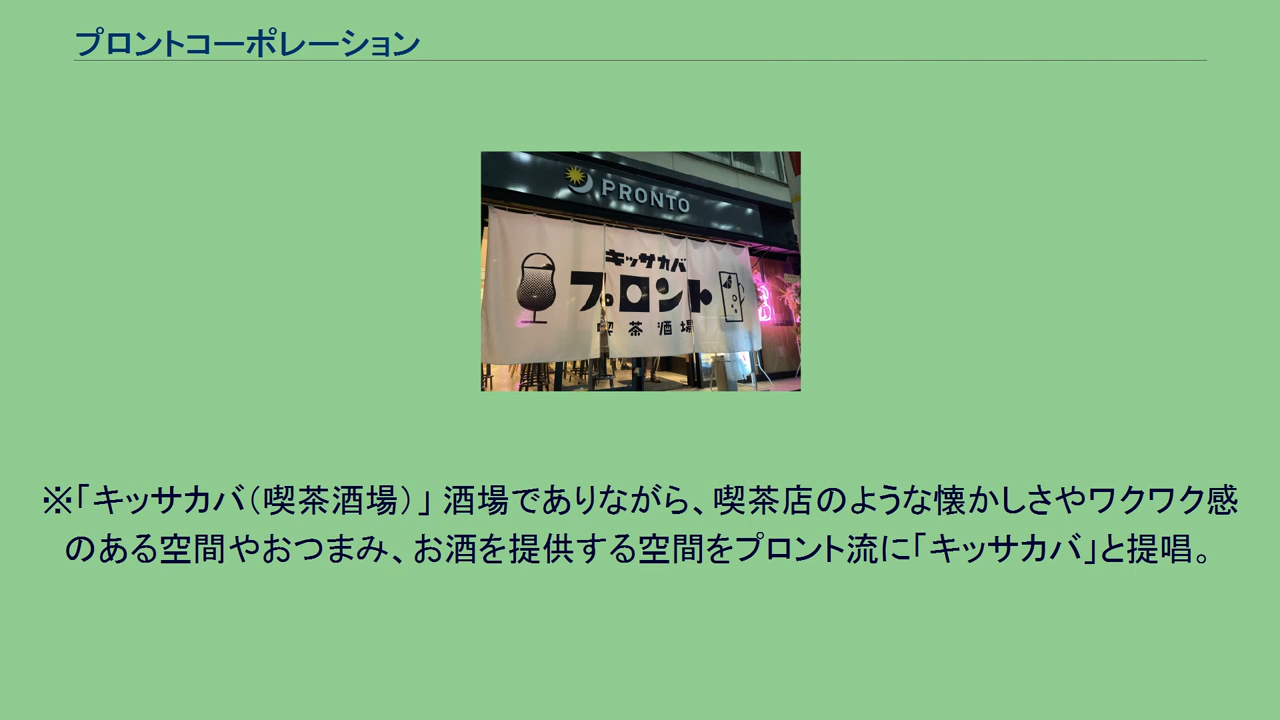 プロントコーポレーション
PRONTO
キッサカバ
プロント
喫茶酒場
※「キッサカバ（喫茶酒場）」 酒場でありながら、喫茶店のような懐かしさやワクワク感
のある空間やおつまみ、お酒を提供する空間をプロント流に「キッサカバ」と提唱。